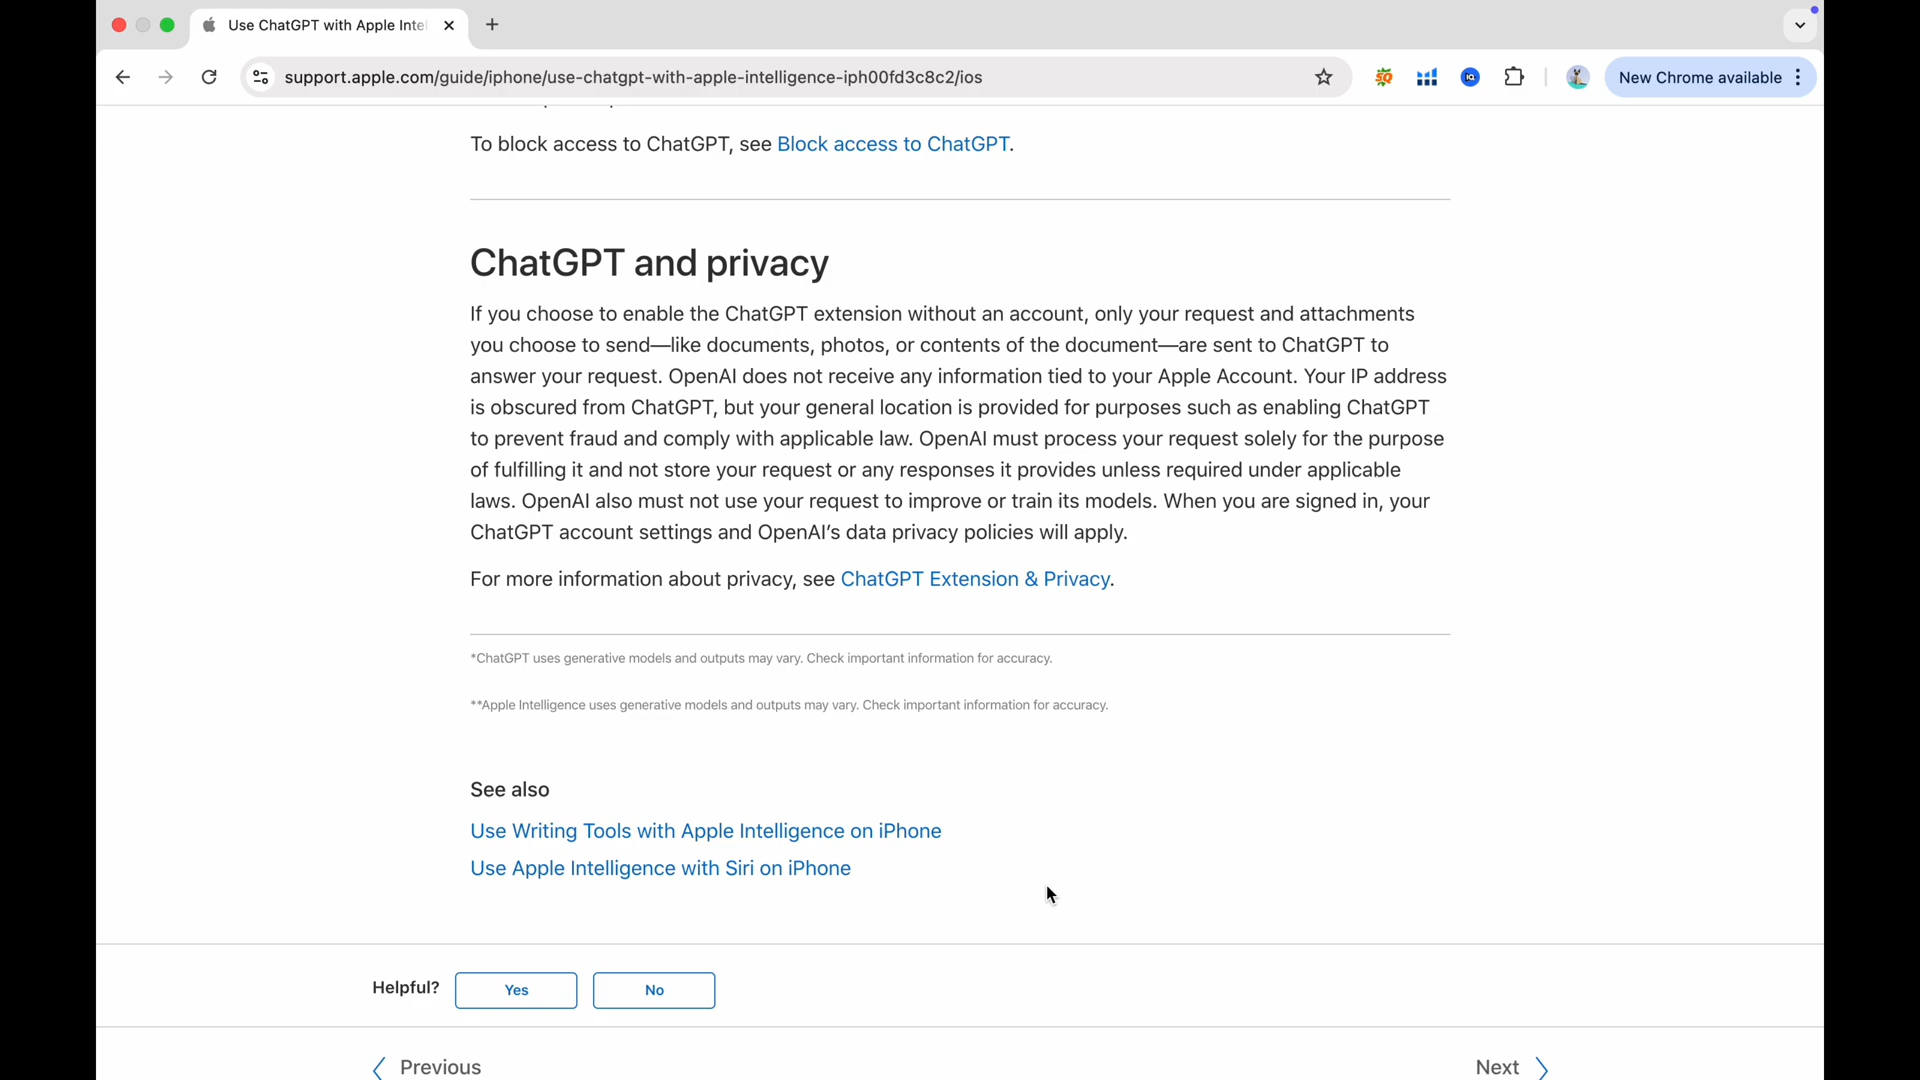 Use ChatGPT with Apple Inte
support.apple.com/guide/iphone/use-chatgpt-with-apple-intelligence-iph00fd3c8c2/ios
New Chrome available
To block access to ChatGPT, see Block access to ChatGPT.
ChatGPT and privacy
If you choose to enable the ChatGPT extension without an account, only your request and attachments
you choose to send—like documents, photos, or contents of the document—are sent to ChatGPT to
answer your request. OpenAI does not receive any information tied to your Apple Account. Your IP address
is obscured from ChatGPT, but your general location is provided for purposes such as enabling ChatGPT
to prevent fraud and comply with applicable law. OpenAI must process your request solely for the purpose
of fulfilling it and not store your request or any responses it provides unless required under applicable
laws. OpenAI also must not use your request to improve or train its models. When you are signed in, your
ChatGPT account settings and OpenAI’s data privacy policies will apply.
For more information about privacy, see ChatGPT Extension & Privacy.
*ChatGPT uses generative models and outputs may vary. Check important information for accuracy.
**Apple Intelligence uses generative models and outputs may vary. Check important information for accuracy.
See also
Use Writing Tools with Apple Intelligence on iPhone
Use Apple Intelligence with Siri on iPhone
Helpful?
Yes
No
Previous
Next